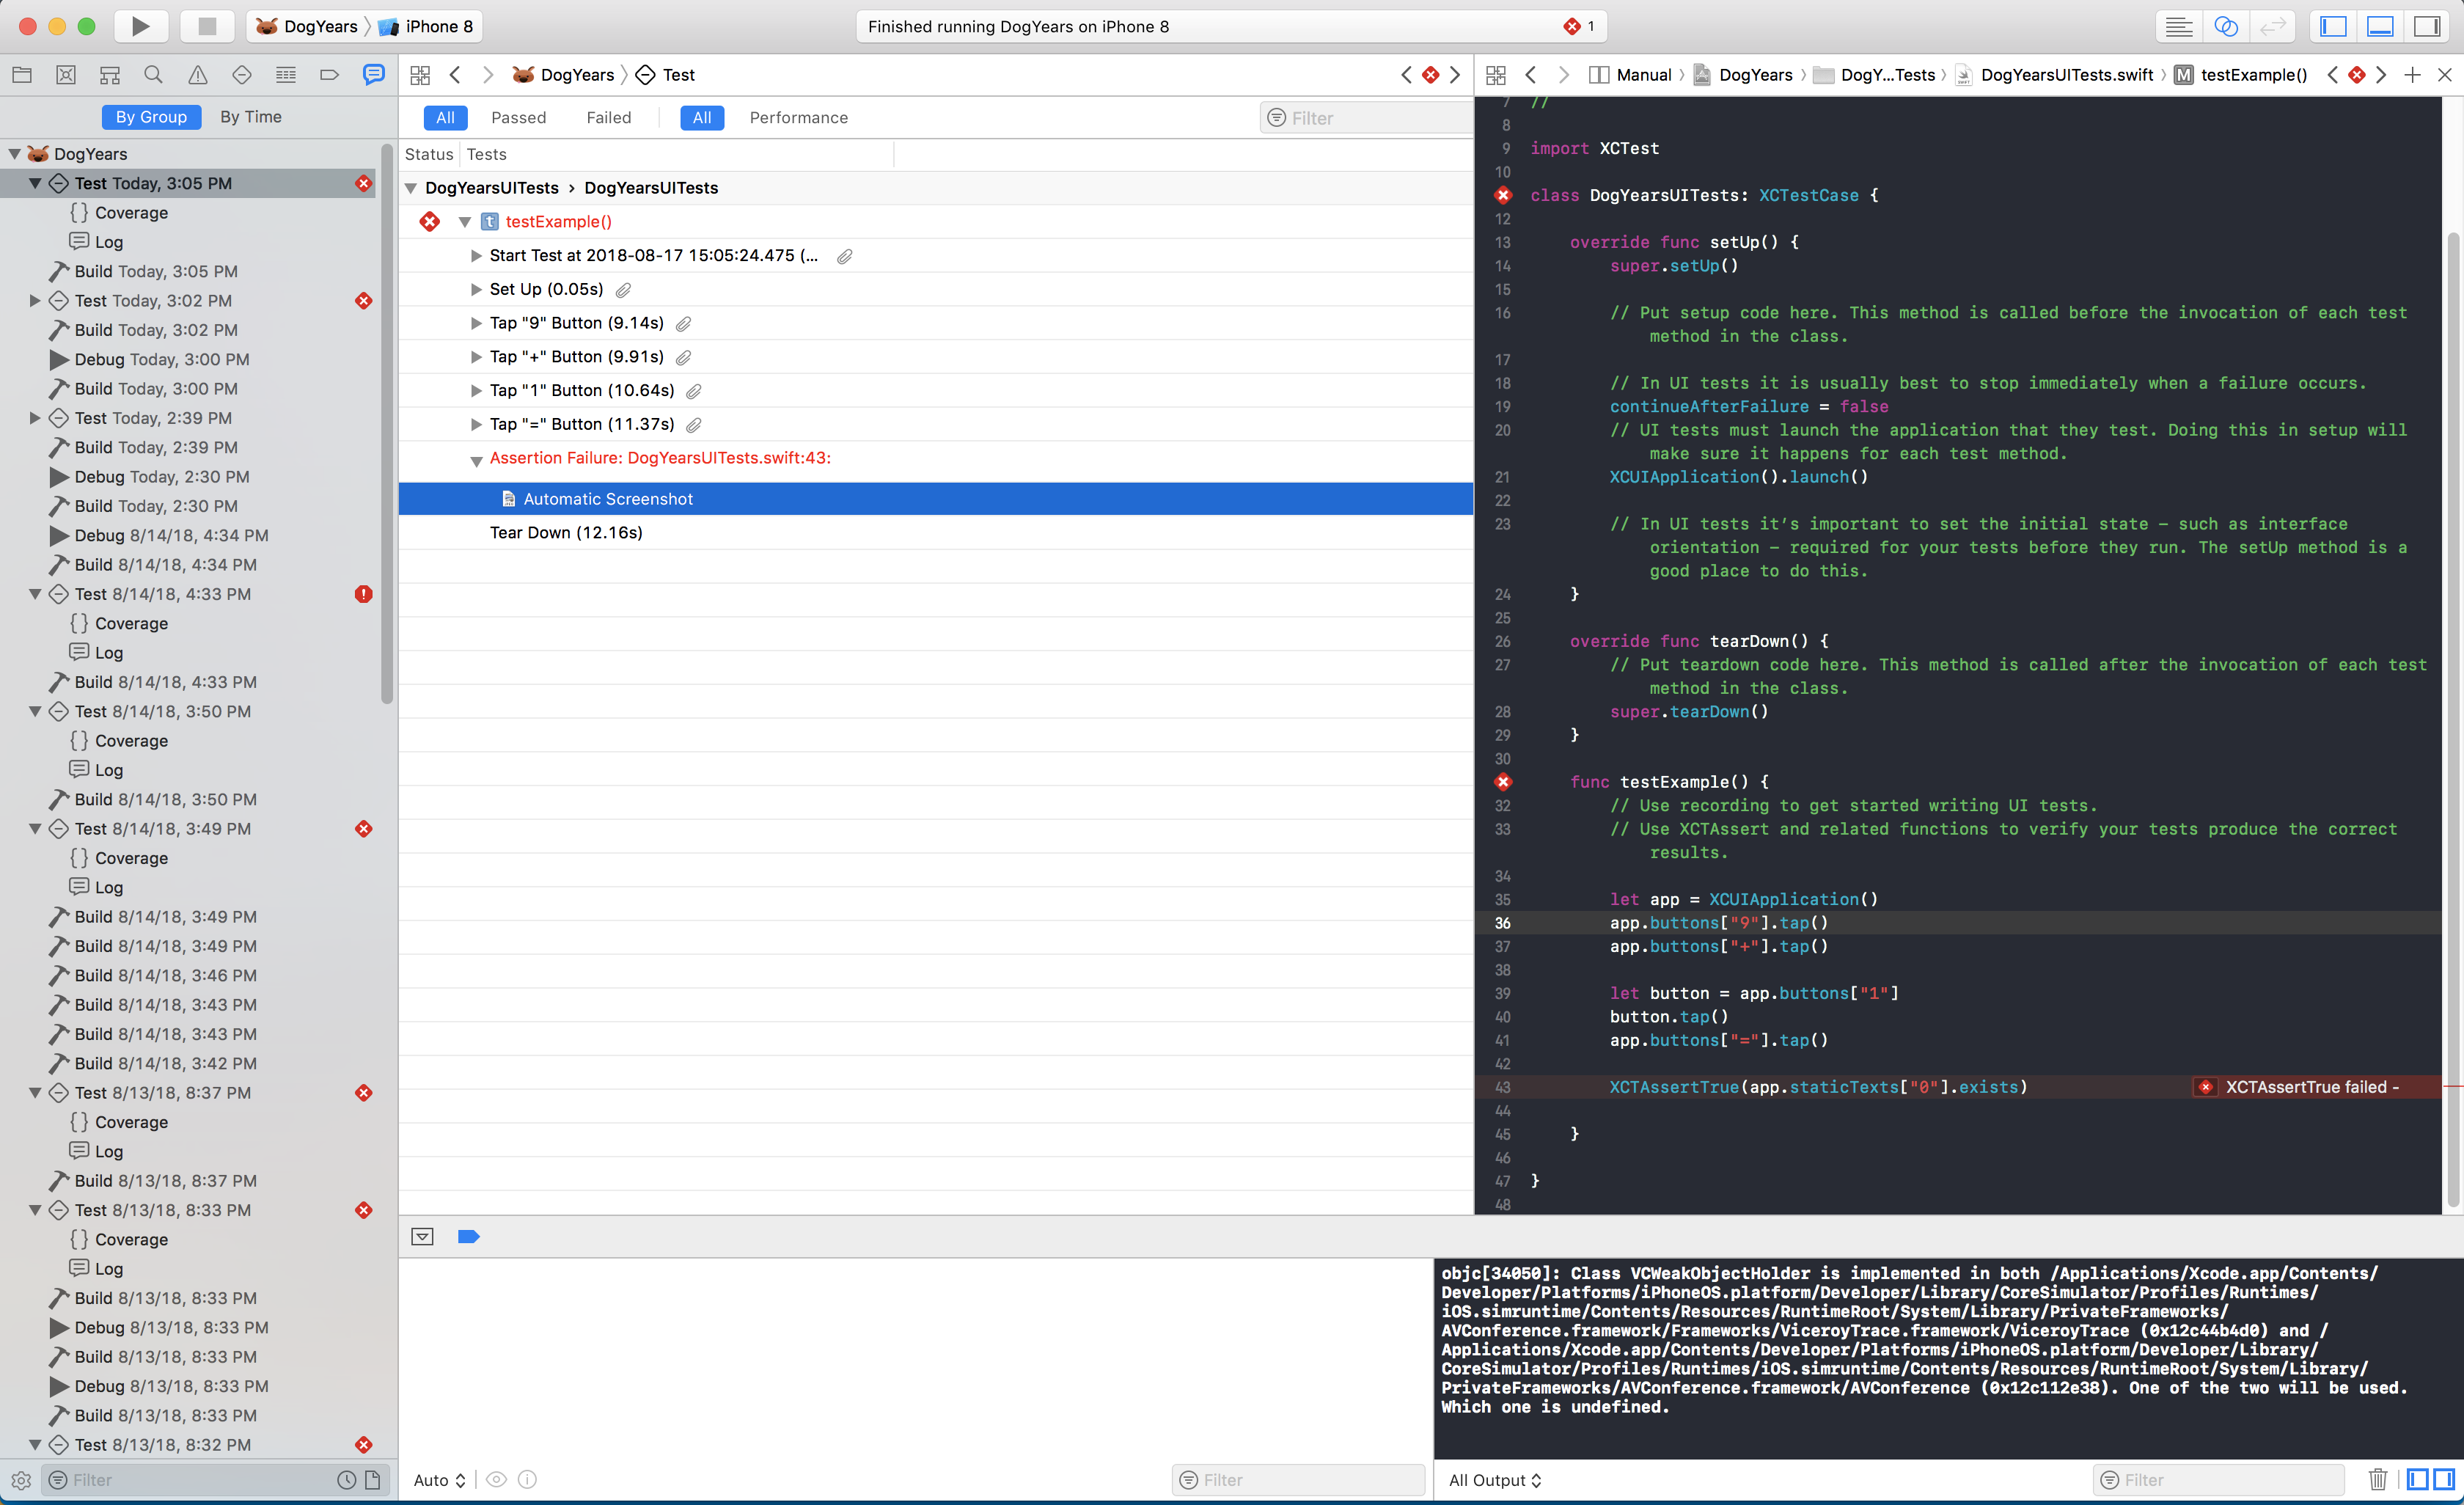 DogYears
iPhone 8
Finished running DogYears on iPhone 8
1
DogYears
Test
Manual
DogYears
DogY...Tests
DogYearsUITests.swift
M
testExample()
By Group
By Time
All
Passed
Failed
All
Performance
Filter
DogYears
Test Today, 3:05 PM
Coverage
Log
Build Today, 3:05 PM
Test Today, 3:02 PM
Build Today, 3:02 PM
Debug Today, 3:00 PM
Build Today, 3:00 PM
Test Today, 2:39 PM
Build Today, 2:39 PM
Debug Today, 2:30 PM
Build Today, 2:30 PM
Debug 8/14/18, 4:34 PM
Build 8/14/18, 4:34 PM
Test 8/14/18, 4:33 PM
Coverage
Log
Build 8/14/18, 4:33 PM
Test 8/14/18, 3:50 PM
Coverage
Log
Build 8/14/18, 3:50 PM
Test 8/14/18, 3:49 PM
Coverage
Log
Build 8/14/18, 3:49 PM
Build 8/14/18, 3:49 PM
Build 8/14/18, 3:46 PM
Build 8/14/18, 3:43 PM
Build 8/14/18, 3:43 PM
Build 8/14/18, 3:42 PM
Test 8/13/18, 8:37 PM
Coverage
Log
Build 8/13/18, 8:37 PM
Test 8/13/18, 8:33 PM
Coverage
Log
Build 8/13/18, 8:33 PM
Debug 8/13/18, 8:33 PM
Build 8/13/18, 8:33 PM
Debug 8/13/18, 8:33 PM
Build 8/13/18, 8:33 PM
Test 8/13/18, 8:32 PM
Filter
Status Tests
DogYearsUITests › DogYearsUITests
t testExample()
Start Test at 2018-08-17 15:05:24.475 (...
Set Up (0.05s)
Tap "9" Button (9.14s)
Tap "+" Button (9.91s)
Tap "1" Button (10.64s)
Tap "=" Button (11.37s)
Assertion Failure: DogYearsUITests.swift:43:
Automatic Screenshot
Tear Down (12.16s)
7 //
8
9 import XCTest
10
class DogYearsUITests: XCTestCase {
12
13 override func setUp() {
14 super.setUp()
15
16 // Put setup code here. This method is called before the invocation of each test
method in the class.
17
18 // In UI tests it is usually best to stop immediately when a failure occurs.
19 continueAfterFailure = false
20 // UI tests must launch the application that they test. Doing this in setup will
make sure it happens for each test method.
21 XCUIApplication().launch()
22
23 // In UI tests it’s important to set the initial state – such as interface
orientation – required for your tests before they run. The setUp method is a
good place to do this.
24 }
25
26 override func tearDown() {
27 // Put teardown code here. This method is called after the invocation of each test
method in the class.
28 super.tearDown()
29 }
30
func testExample() {
32 // Use recording to get started writing UI tests.
33 // Use XCTAssert and related functions to verify your tests produce the correct
results.
34
35 let app = XCUIApplication()
36 app.buttons["9"].tap()
37 app.buttons["+"].tap()
38
39 let button = app.buttons["1"]
40 button.tap()
41 app.buttons["="].tap()
42
43 XCTAssertTrue(app.staticTexts["0"].exists) XCTAssertTrue failed -
44
45 }
46
47 }
48
objc[34050]: Class VCWeakObjectHolder is implemented in both /Applications/Xcode.app/Contents/
Developer/Platforms/iPhoneOS.platform/Developer/Library/CoreSimulator/Profiles/Runtimes/
iOS.simruntime/Contents/Resources/RuntimeRoot/System/Library/PrivateFrameworks/
AVConference.framework/Frameworks/ViceroyTrace.framework/ViceroyTrace (0x12c44b4d0) and /
Applications/Xcode.app/Contents/Developer/Platforms/iPhoneOS.platform/Developer/Library/
CoreSimulator/Profiles/Runtimes/iOS.simruntime/Contents/Resources/RuntimeRoot/System/Library/
PrivateFrameworks/AVConference.framework/AVConference (0x12c112e38). One of the two will be used.
Which one is undefined.
Auto
Filter
All Output
Filter